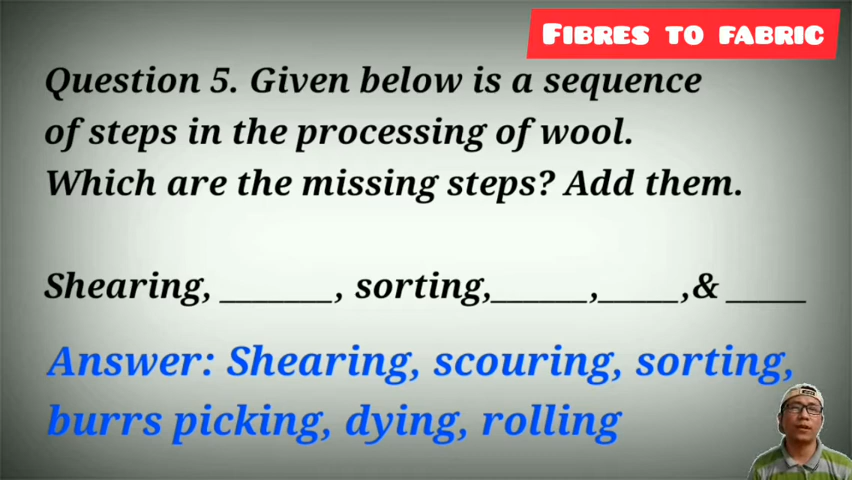 FIBRES TO FABRIC
Question 5. Given below is a sequence
of steps in the processing of wool.
Which are the missing steps? Add them.
Shearing, _______, sorting,______,_____,& _____
Answer: Shearing, scouring, sorting,
burrs picking, dying, rolling